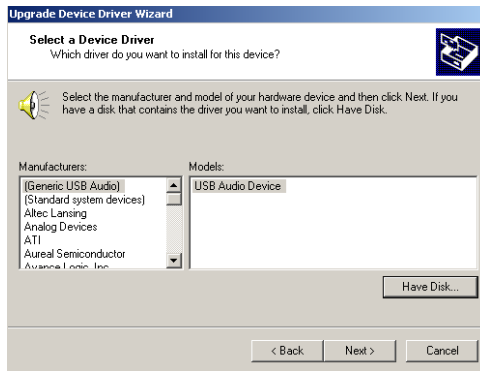 Upgrade Device Driver Wizard
Select a Device Driver
Which driver do you want to install for this device?
Select the manufacturer and model of your hardware device and then click Next. If you
have a disk that contains the driver you want to install, click Have Disk.
Manufacturers:
(Generic USB Audio)
(Standard system devices)
Altec Lansing
Analog Devices
ATI
Aureal Semiconductor
Avance Logic, Inc.
Models:
USB Audio Device
Have Disk...
< Back
Next >
Cancel